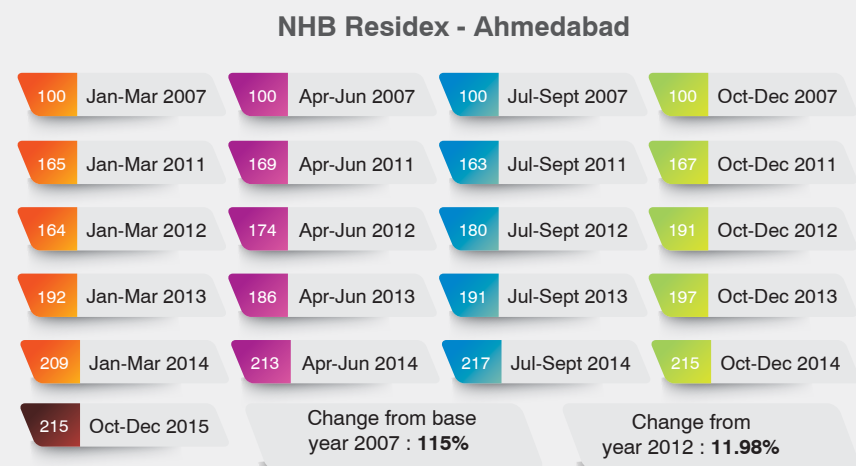 NHB Residex - Ahmedabad
100 Jan-Mar 2007 100 Apr-Jun 2007 100 Jul-Sept 2007 100 Oct-Dec 2007
165 Jan-Mar 2011 169 Apr-Jun 2011 163 Jul-Sept 2011 167 Oct-Dec 2011
164 Jan-Mar 2012 174 Apr-Jun 2012 180 Jul-Sept 2012 191 Oct-Dec 2012
192 Jan-Mar 2013 186 Apr-Jun 2013 191 Jul-Sept 2013 197 Oct-Dec 2013
209 Jan-Mar 2014 213 Apr-Jun 2014 217 Jul-Sept 2014 215 Oct-Dec 2014
215 Oct-Dec 2015
Change from base
year 2007 : 115%
Change from
year 2012 : 11.98%